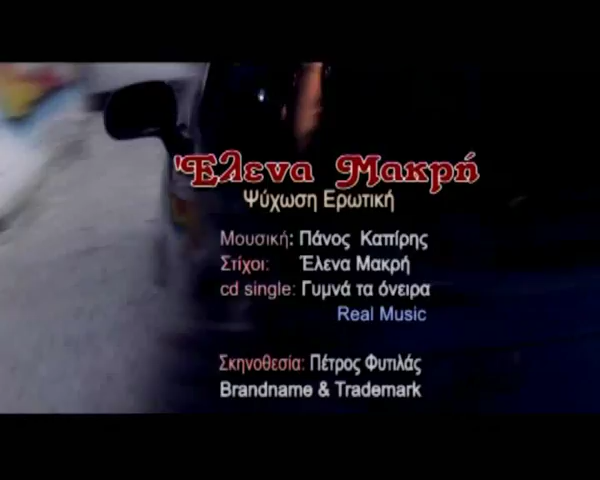 Έλενα Μακρή
Ψύχωση Ερωτική
Μουσική: Πάνος Καπίρης
Στίχοι: Έλενα Μακρή
cd single: Γυμνά τα όνειρα
Real Music
Σκηνοθεσία: Πέτρος Φυτιλάς
Brandname & Trademark